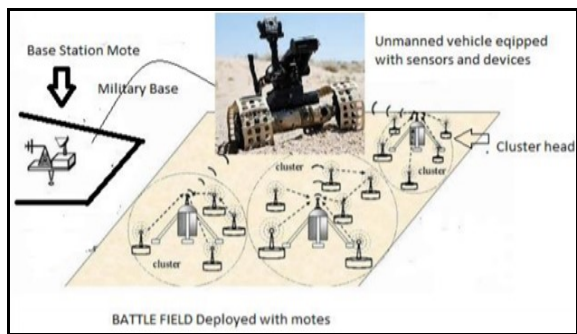 Base Station Mote
Military Base
Unmanned vehicle eqipped
with sensors and devices
Cluster head
cluster
cluster
cluster
BATTLE FIELD Deployed with motes